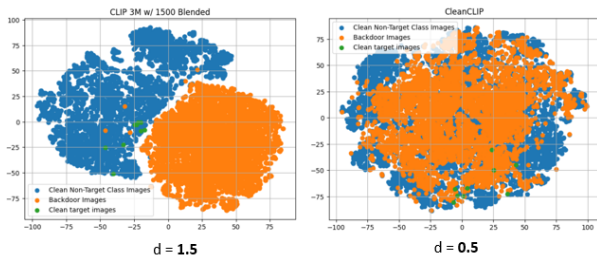 CLIP 3M w/ 1500 Blended
100
75
50
25
0
−25
−50
−75
Clean Non-Target Class Images
Backdoor Images
Clean target images
−100 −75 −50 −25 0 25 50 75
d = 1.5
CleanCLIP
75
50
25
0
−25
−50
−75
Clean Non-Target Class Images
Backdoor Images
Clean target images
−100 −75 −50 −25 0 25 50 75 100
d = 0.5